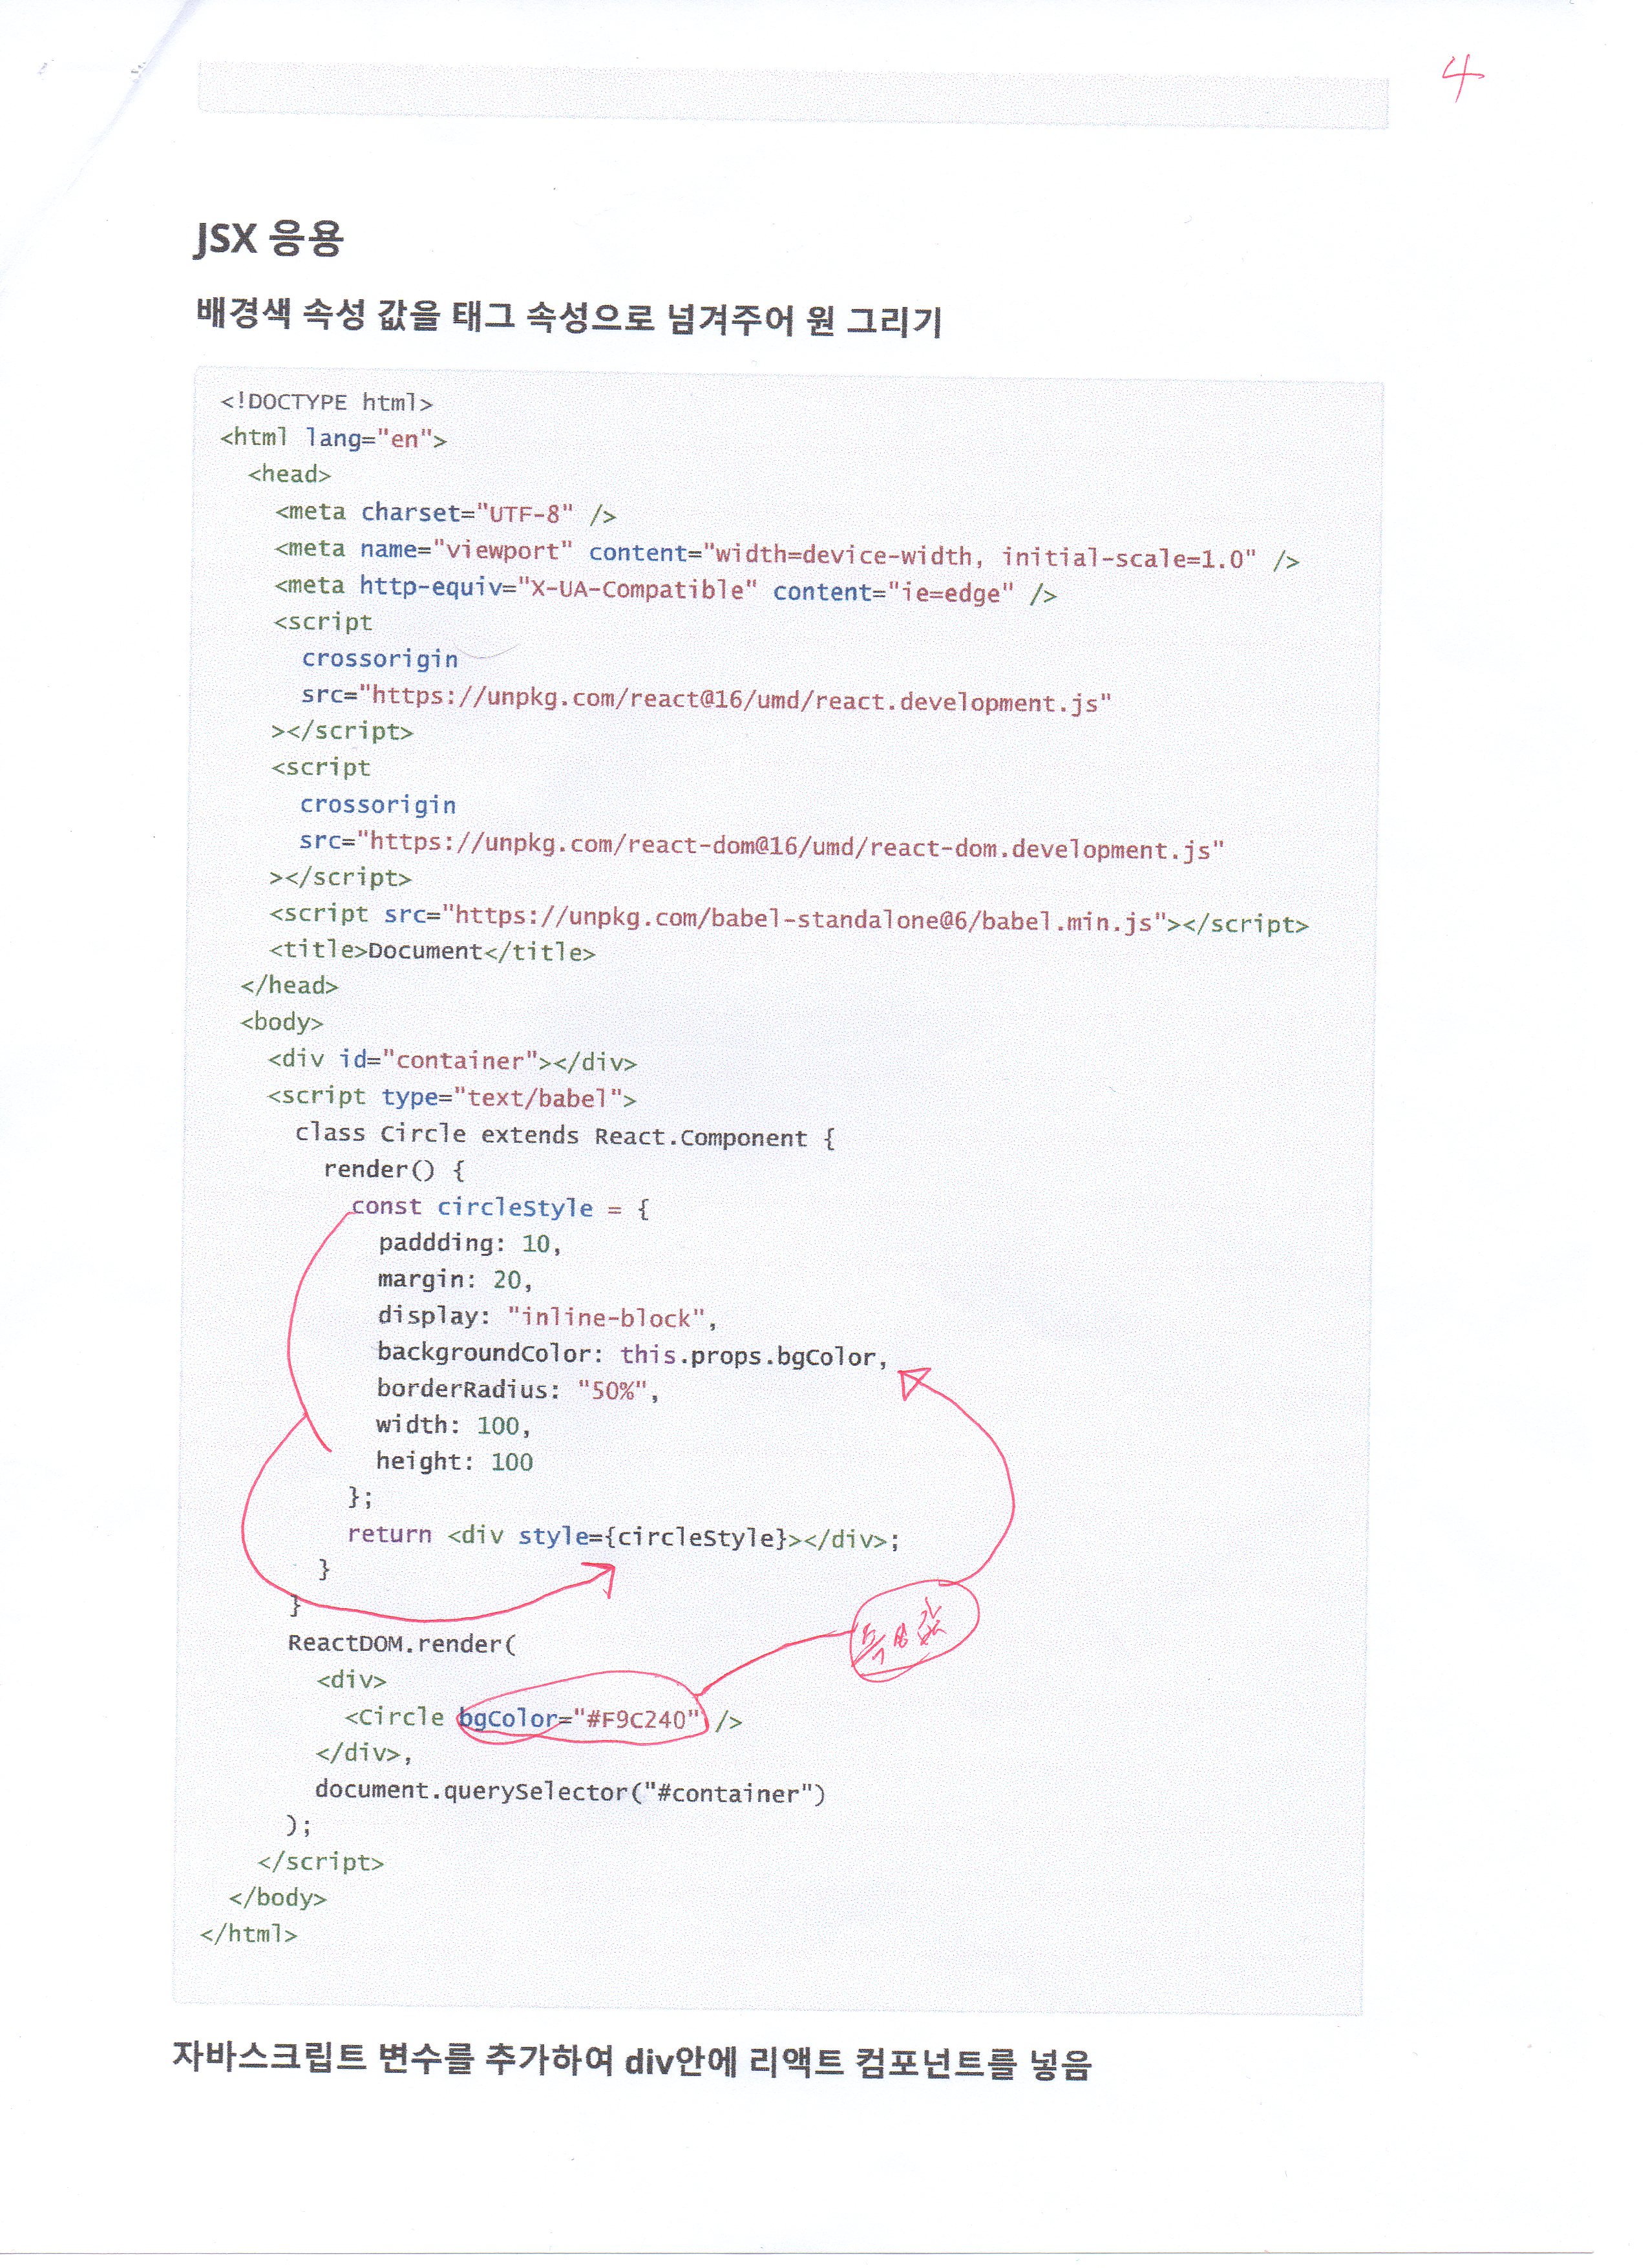 4
JSX 응용
배경색 속성 값을 태그 속성으로 넘겨주어 원 그리기
<!DOCTYPE html>
<html lang="en">
<head>
<meta charset="UTF-8" />
<meta name="viewport" content="width=device-width, initial-scale=1.0" />
<meta http-equiv="X-UA-Compatible" content="ie=edge" />
<script
crossorigin
src="https://unpkg.com/react@16/umd/react.development.js"
></script>
<script
crossorigin
src="https://unpkg.com/react-dom@16/umd/react-dom.development.js"
></script>
<script src="https://unpkg.com/babel-standalone@6/babel.min.js"></script>
<title>Document</title>
</head>
<body>
<div id="container"></div>
<script type="text/babel">
class Circle extends React.Component {
render() {
const circleStyle = {
paddding: 10,
margin: 20,
display: "inline-block",
backgroundColor: this.props.bgColor,
borderRadius: "50%",
width: 100,
height: 100
};
return <div style={circleStyle}></div>;
}
}
속성값
ReactDOM.render(
<div>
<Circle bgColor="#F9C240" />
</div>,
document.querySelector("#container")
);
</script>
</body>
</html>
자바스크립트 변수를 추가하여 div안에 리액트 컴포넌트를 넣음